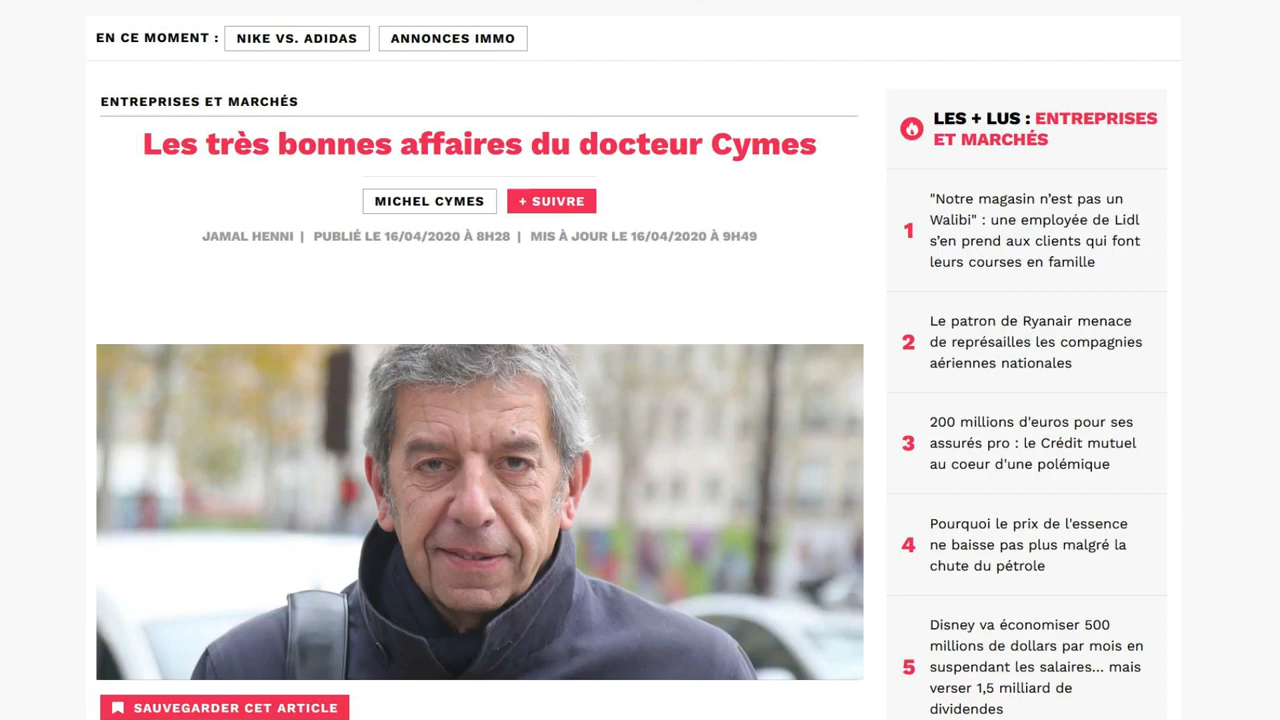 EN CE MOMENT :
NIKE VS. ADIDAS
ANNONCES IMMO
ENTREPRISES ET MARCHÉS
Les très bonnes affaires du docteur Cymes
MICHEL CYMES
+ SUIVRE
JAMAL HENNI | PUBLIÉ LE 16/04/2020 À 8H28 | MIS À JOUR LE 16/04/2020 À 9H49
SAUVEGARDER CET ARTICLE
LES + LUS : ENTREPRISES
ET MARCHÉS
1
"Notre magasin n’est pas un
Walibi" : une employée de Lidl
s’en prend aux clients qui font
leurs courses en famille
2
Le patron de Ryanair menace
de représailles les compagnies
aériennes nationales
3
200 millions d'euros pour ses
assurés pro : le Crédit mutuel
au coeur d'une polémique
4
Pourquoi le prix de l'essence
ne baisse pas plus malgré la
chute du pétrole
5
Disney va économiser 500
millions de dollars par mois en
suspendant les salaires... mais
verser 1,5 milliard de
dividendes